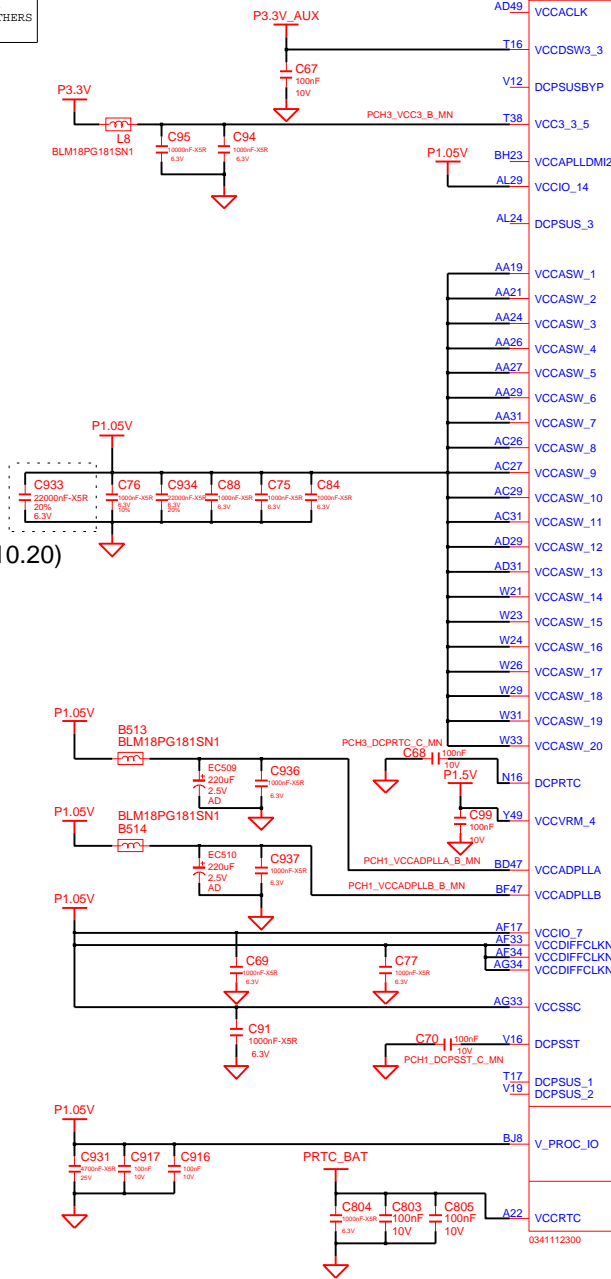 THERS
P3.3V_AUX
AD49 VCCACLK
T16 VCCDSW3_3
C67
100nF
10V
V12 DCPSUSBYP
P3.3V
PCH3_VCC3_B_MN
T38 VCC3_3_5
L8
BLM18PG181SN1
C95
10000nF-X5R
6.3V
C94
1000nF-X5R
6.3V
P1.05V
BH23 VCCAPLLDMI2
AL29 VCCIO_14
AL24 DCPSUS_3
AA19 VCCASW_1
AA21 VCCASW_2
AA24 VCCASW_3
AA26 VCCASW_4
AA27 VCCASW_5
AA29 VCCASW_6
AA31 VCCASW_7
P1.05V
AC26 VCCASW_8
AC27 VCCASW_9
C933
22000nF-X5R
20%
6.3V
C76
1000nF-X5R
6.3V
10%
C934
22000nF-X5R
6.3V
20%
C88
1000nF-X5R
6.3V
C75
1000nF-X5R
6.3V
C84
1000nF-X5R
6.3V
AC29 VCCASW_10
AC31 VCCASW_11
AD29 VCCASW_12
0.20)
AD31 VCCASW_13
W21 VCCASW_14
W23 VCCASW_15
W24 VCCASW_16
W26 VCCASW_17
W29 VCCASW_18
W31 VCCASW_19
W33 VCCASW_20
P1.05V
B513
BLM18PG181SN1
EC509
220uF
2.5V
AD
C936
1000nF-X5R
6.3V
PCH3_DCPRTC_C_MN
C68
100nF
10V
N16 DCPRTC
P1.5V
C99
100nF
10V
Y49 VCCVRM_4
P1.05V
BLM18PG181SN1
B514
EC510
220uF
2.5V
AD
C937
1000nF-X5R
6.3V
PCH1_VCCADPLLA_B_MN
BD47 VCCADPLLA
PCH1_VCCADPLLB_B_MN
BF47 VCCADPLLB
P1.05V
AF17 VCCIO_7
AF33 VCCDIFFCLKN
AF34 VCCDIFFCLKN
AG34 VCCDIFFCLKN
C69
1000nF-X5R
6.3V
C77
1000nF-X5R
6.3V
AG33 VCCSSC
C91
1000nF-X5R
6.3V
C70
100nF
10V
PCH1_DCPSST_C_MN
V16 DCPSST
T17 DCPSUS_1
V19 DCPSUS_2
P1.05V
BJ8 V_PROC_IO
C931
4700nF-X5R
25V
C917
100nF
10V
C916
100nF
10V
PRTC_BAT
C804
1000nF-X5R
6.3V
C803
100nF
10V
C805
100nF
10V
A22 VCCRTC
0341112300